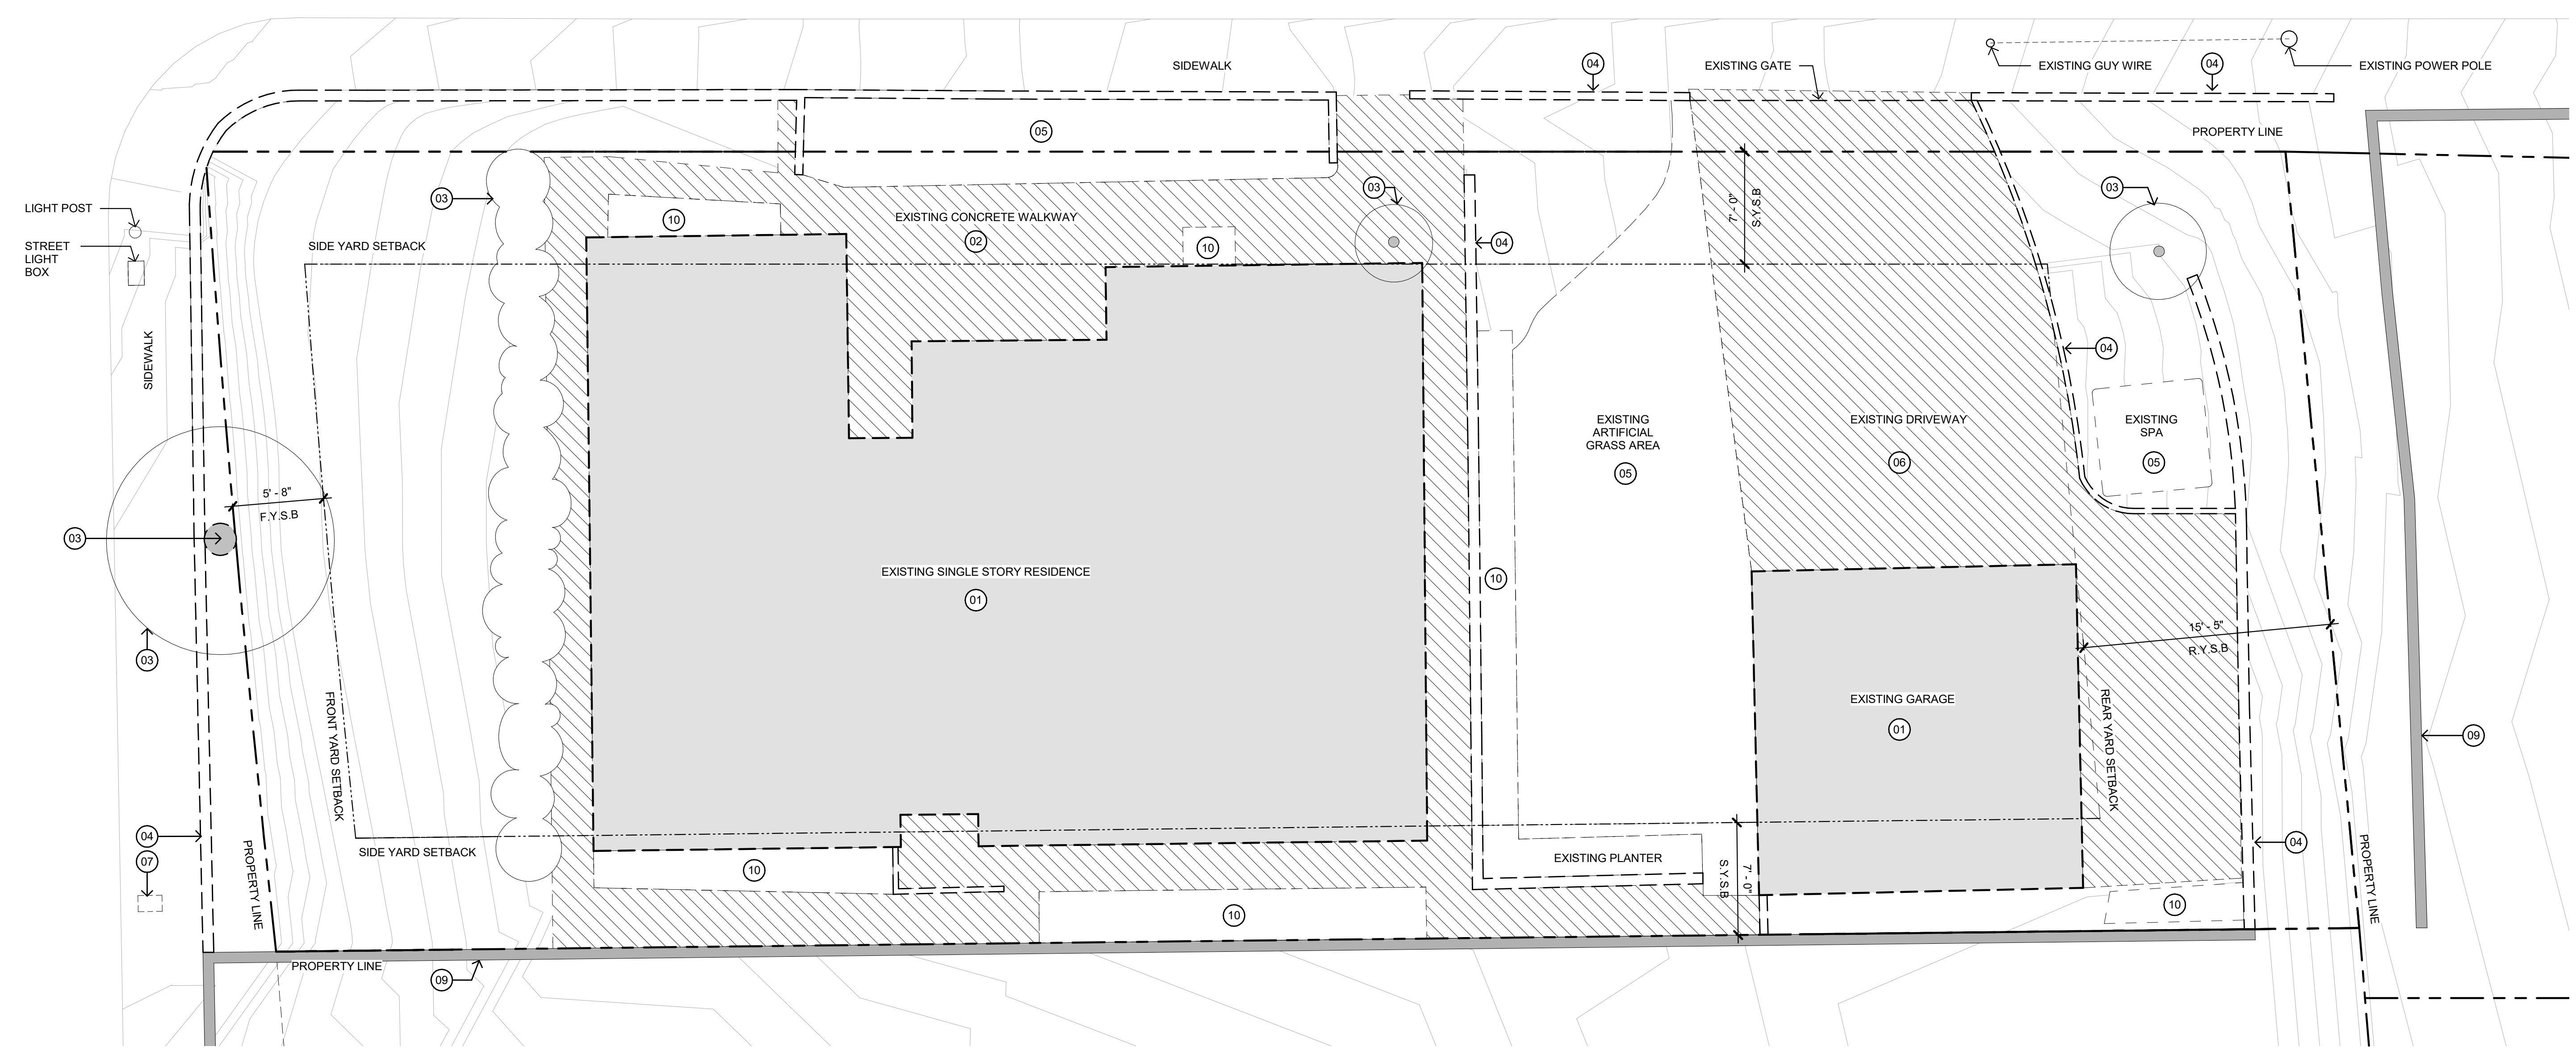 SIDEWALK
04
EXISTING GATE
EXISTING GUY WIRE
04
EXISTING POWER POLE
05
PROPERTY LINE
LIGHT POST
03
10
EXISTING CONCRETE WALKWAY
02
10
03
04
7' - 0"
S.Y.S.B
03
STREET
LIGHT
BOX
SIDE YARD SETBACK
SIDEWALK
04
EXISTING
ARTIFICIAL
GRASS AREA
05
EXISTING DRIVEWAY
06
EXISTING
SPA
05
5' - 8"
F.Y.S.B
03
03
EXISTING SINGLE STORY RESIDENCE
01
10
15' - 5"
R.Y.S.B
EXISTING GARAGE
01
FRONT YARD SETBACK
REAR YARD SETBACK
09
04
07
PROPERTY LINE
SIDE YARD SETBACK
10
EXISTING PLANTER
S.Y.S.B
7' - 0"
04
PROPERTY LINE
10
10
PROPERTY LINE
09